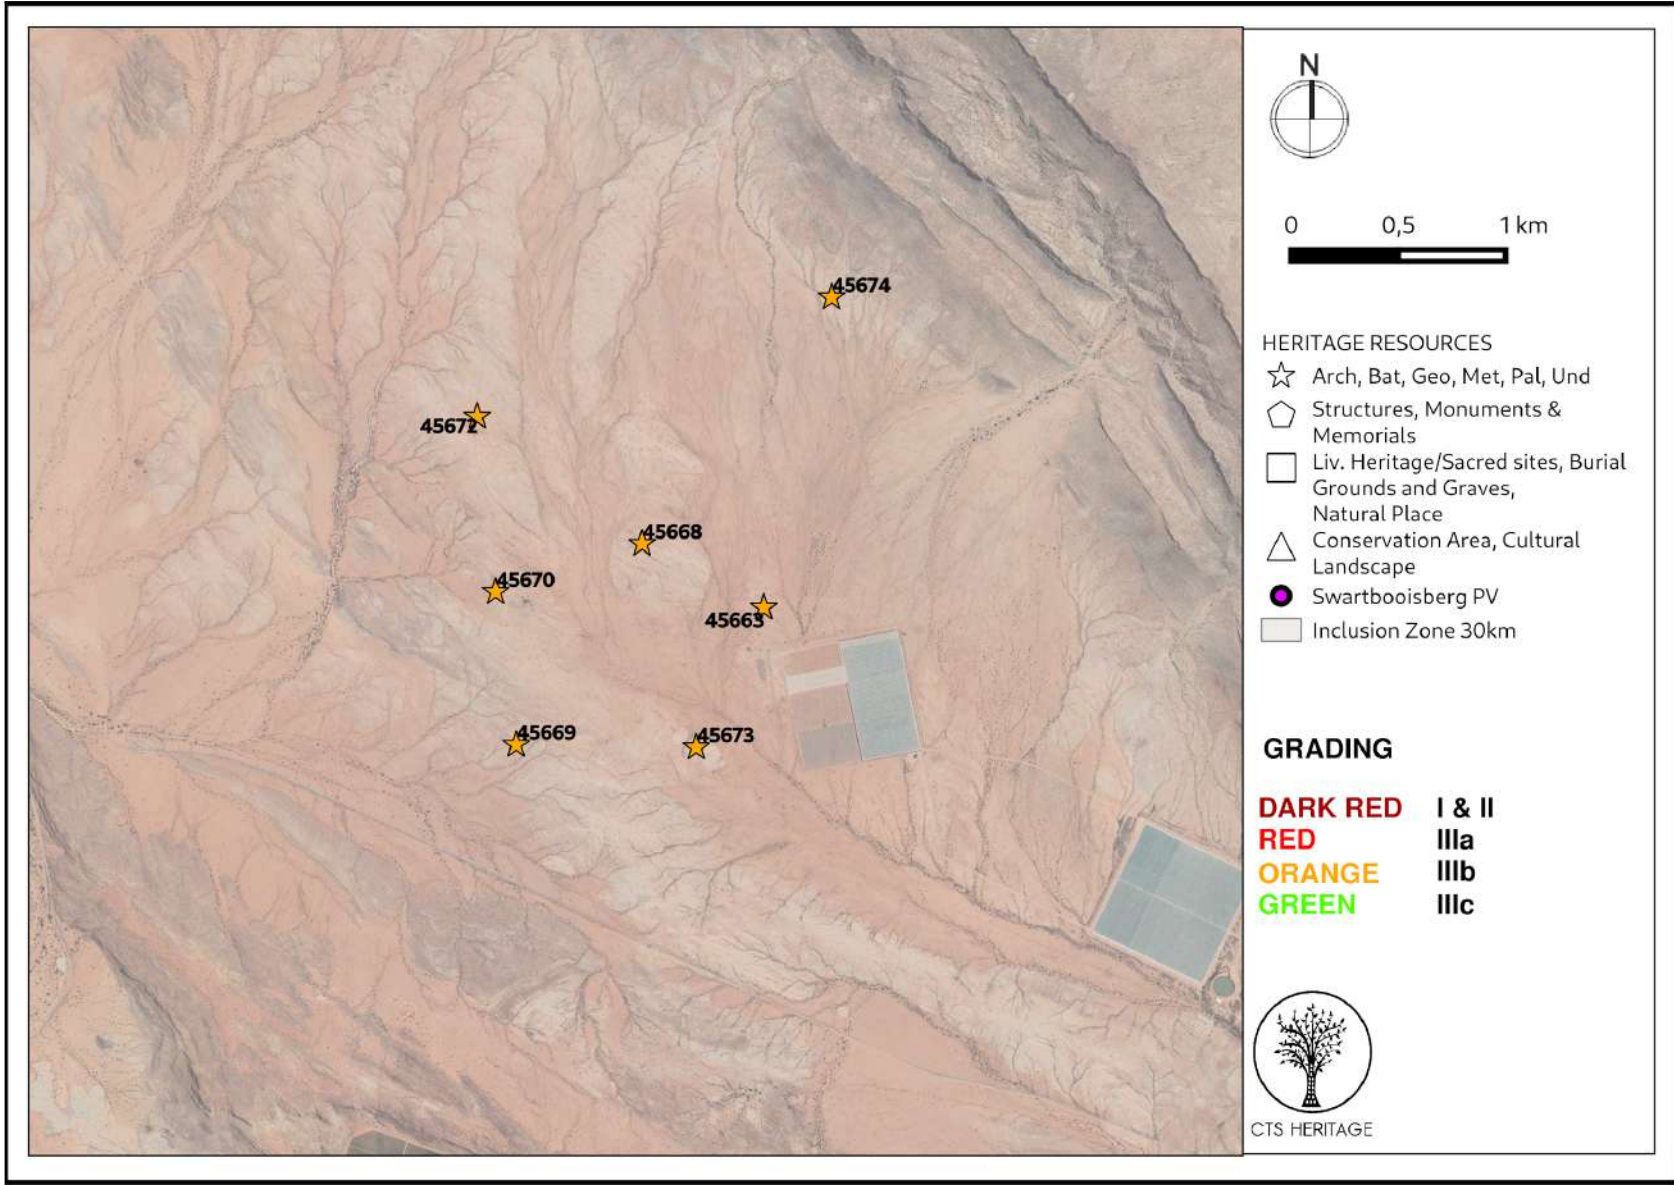 45674
45672
45668
45670
45663
45669
45673
N
0 0,5 1 km
HERITAGE RESOURCES
Arch, Bat, Geo, Met, Pal, Und
Structures, Monuments &
Memorials
Liv. Heritage/Sacred sites, Burial
Grounds and Graves,
Natural Place
Conservation Area, Cultural
Landscape
Swartbooisberg PV
Inclusion Zone 30km
GRADING
DARK RED I & II
RED IIIa
ORANGE IIIb
GREEN IIIc
CTS HERITAGE